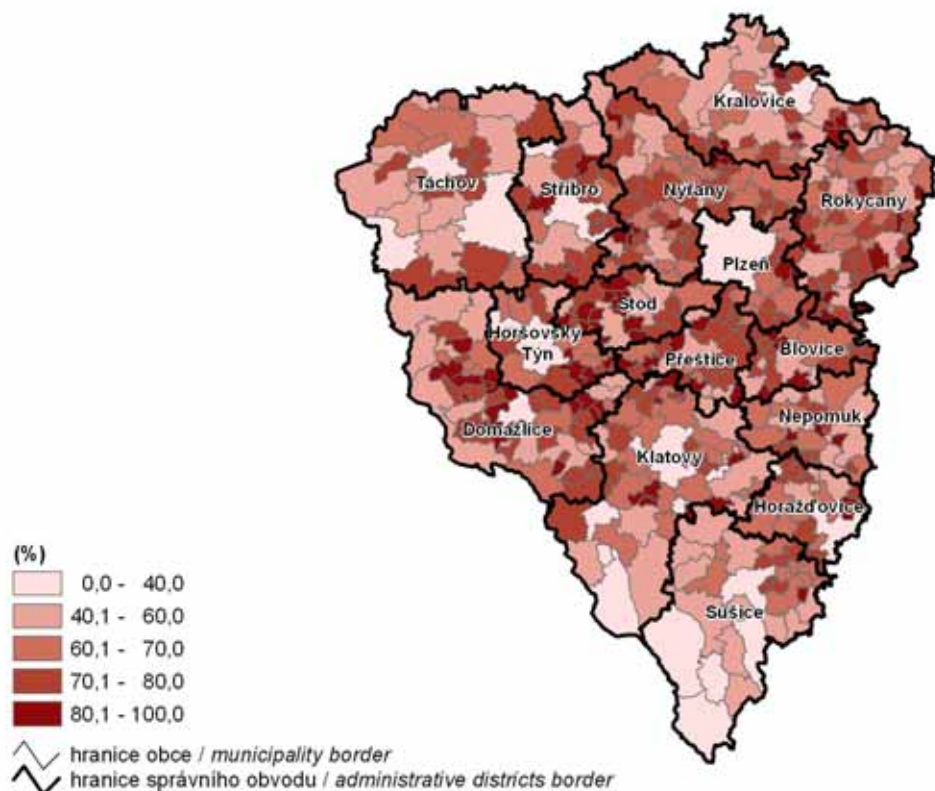 Kralovice
Tachov
Stříbro
Nýřany
Rokycany
Plzeň
Stod
Horšovský
Týn
Přeštice
Blovice
Nepomuk
Domažlice
Klatovy
Horažďovice
Sušice
(%)
0,0 - 40,0
40,1 - 60,0
60,1 - 70,0
70,1 - 80,0
80,1 - 100,0
hranice obce / municipality border
hranice správního obvodu / administrative districts border